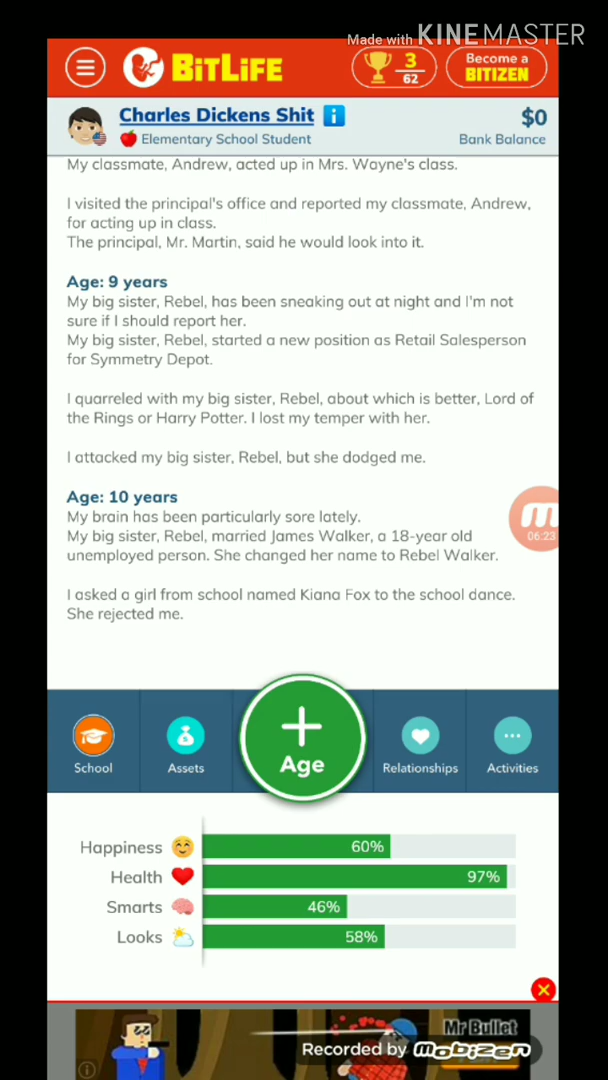 Made with KINEMASTER
BITLIFE
3
62
Become a
BITIZEN
Charles Dickens Shit i
$0
Elementary School Student
Bank Balance
My classmate, Andrew, acted up in Mrs. Wayne's class.
I visited the principal's office and reported my classmate, Andrew,
for acting up in class.
The principal, Mr. Martin, said he would look into it.
Age: 9 years
My big sister, Rebel, has been sneaking out at night and I'm not
sure if I should report her.
My big sister, Rebel, started a new position as Retail Salesperson
for Symmetry Depot.
I quarreled with my big sister, Rebel, about which is better, Lord of
the Rings or Harry Potter. I lost my temper with her.
I attacked my big sister, Rebel, but she dodged me.
Age: 10 years
My brain has been particularly sore lately.
My big sister, Rebel, married James Walker, a 18-year old
unemployed person. She changed her name to Rebel Walker.
m
06:23
I asked a girl from school named Kiana Fox to the school dance.
She rejected me.
School
Assets
+
Age
Relationships
Activities
Happiness 60%
Health 97%
Smarts 46%
Looks 58%
Mr Bullet
Recorded by mobizen